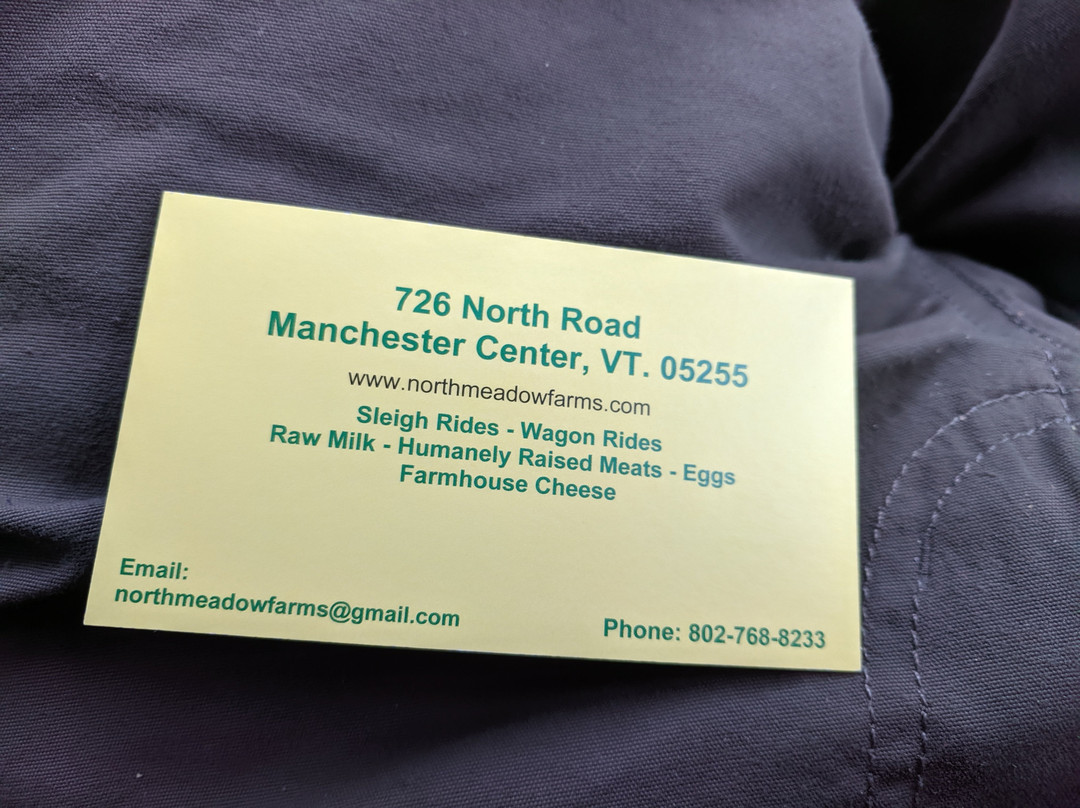 726 North Road
Manchester Center, VT. 05255
www.northmeadowfarms.com
Sleigh Rides - Wagon Rides
Raw Milk - Humanely Raised Meats - Eggs
Farmhouse Cheese
Email:
northmeadowfarms@gmail.com
Phone: 802-768-8233